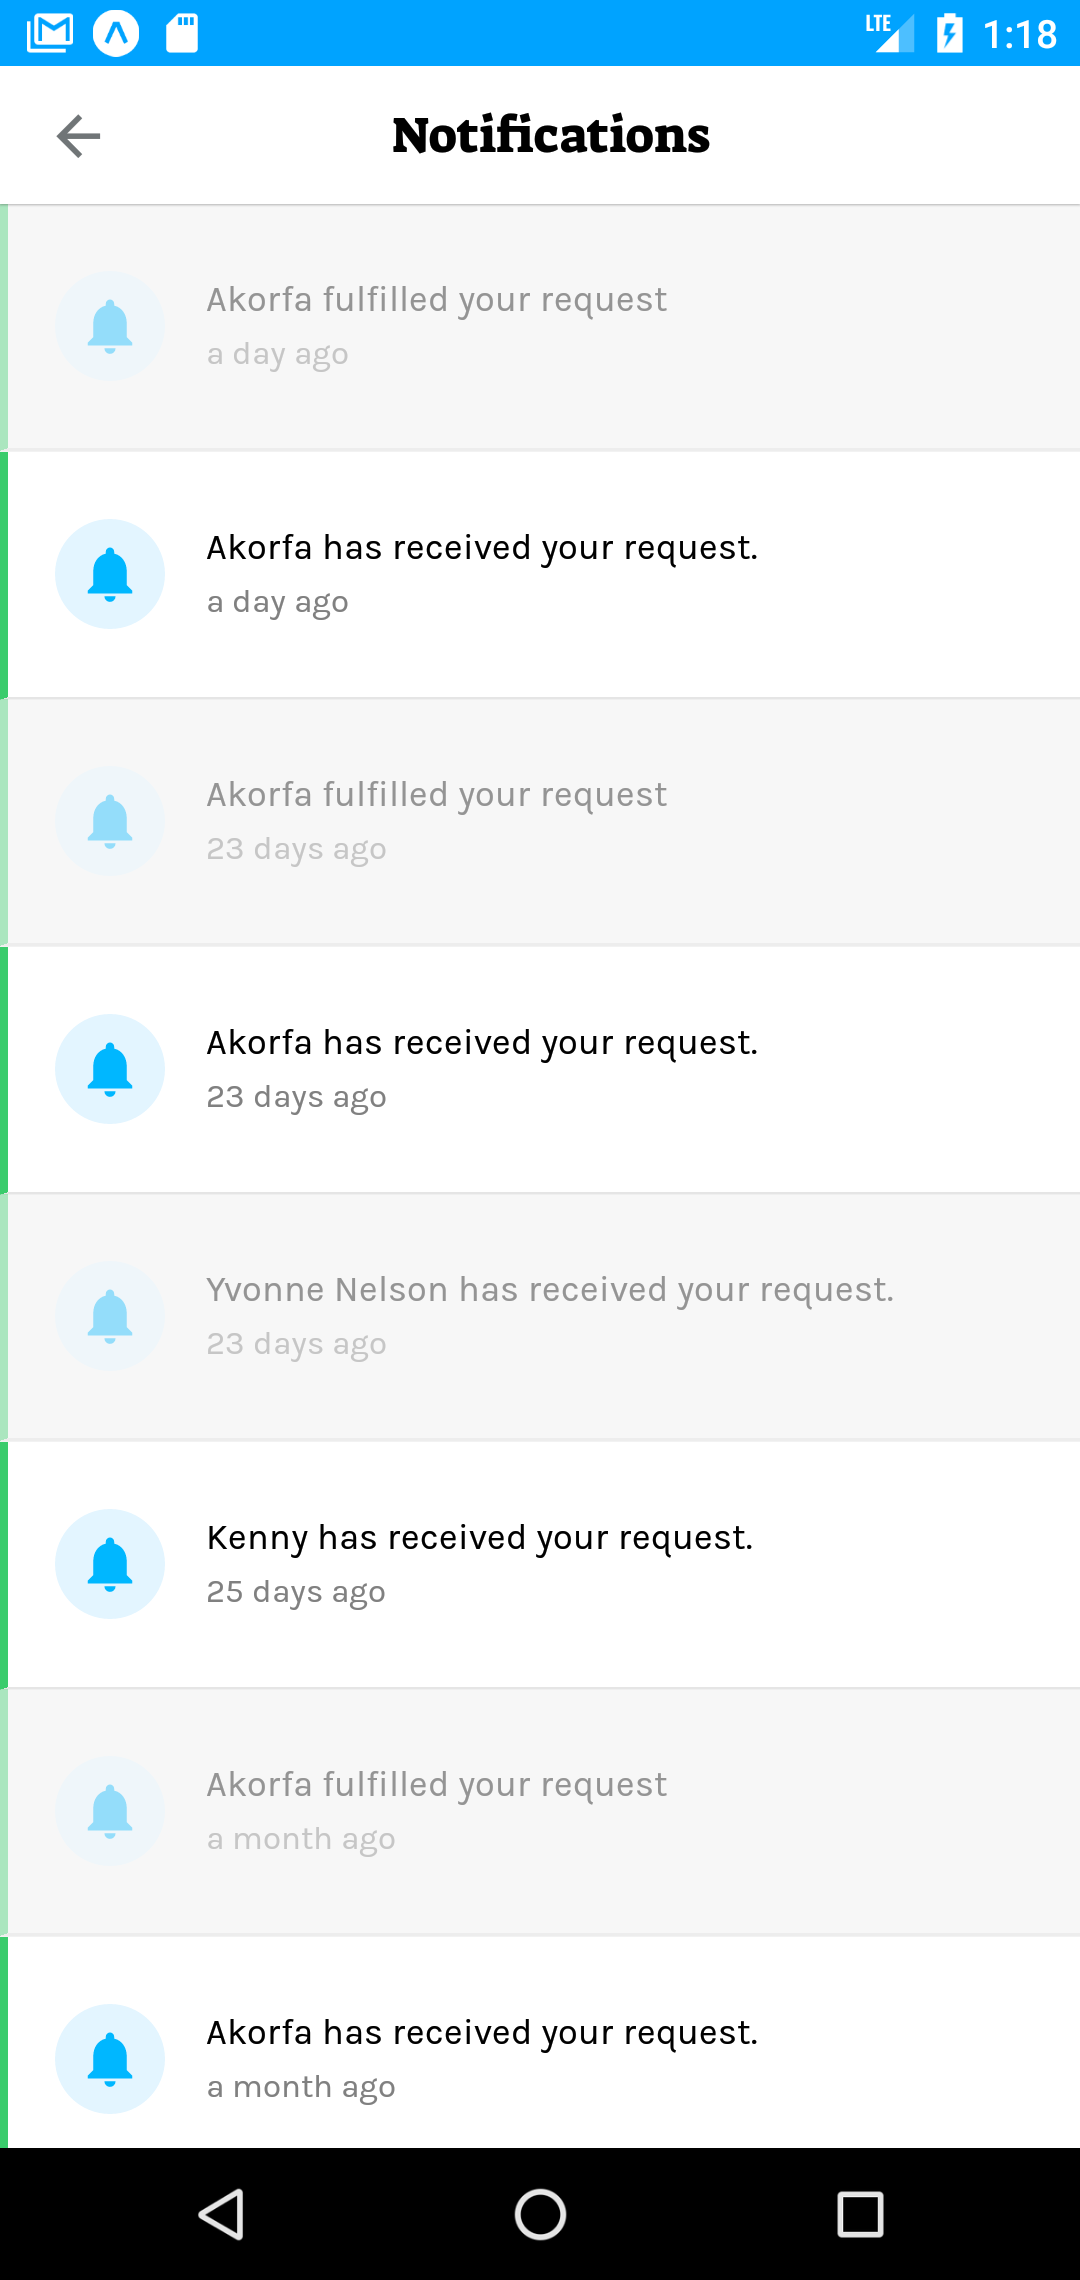 LTE 1:18
Notifications
Akorfa fulfilled your request
a day ago
Akorfa has received your request.
a day ago
Akorfa fulfilled your request
23 days ago
Akorfa has received your request.
23 days ago
Yvonne Nelson has received your request.
23 days ago
Kenny has received your request.
25 days ago
Akorfa fulfilled your request
a month ago
Akorfa has received your request.
a month ago